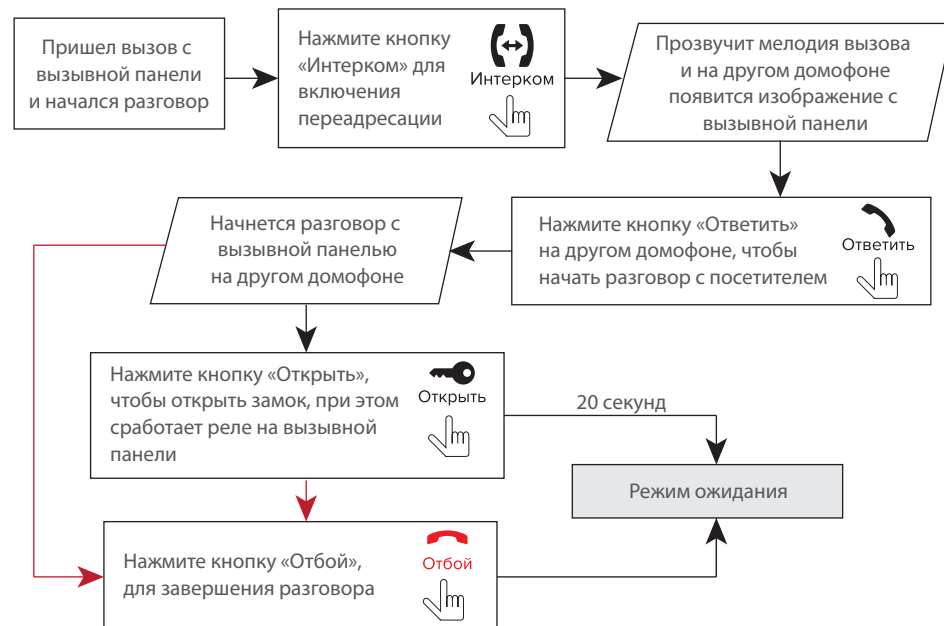 Пришел вызов с
вызывной панели
и начался разговор
Нажмите кнопку
«Интерком» для
включения
переадресации
Интерком
Прозвучит мелодия вызова
и на другом домофоне
появится изображение с
вызывной панели
Начнется разговор с
вызывной панелью
на другом домофоне
Нажмите кнопку «Ответить»
на другом домофоне, чтобы
начать разговор с посетителем
Ответить
Нажмите кнопку «Открыть»,
чтобы открыть замок, при этом
сработает реле на вызывной
панели
Открыть
20 секунд
Режим ожидания
Нажмите кнопку «Отбой»,
для завершения разговора
Отбой